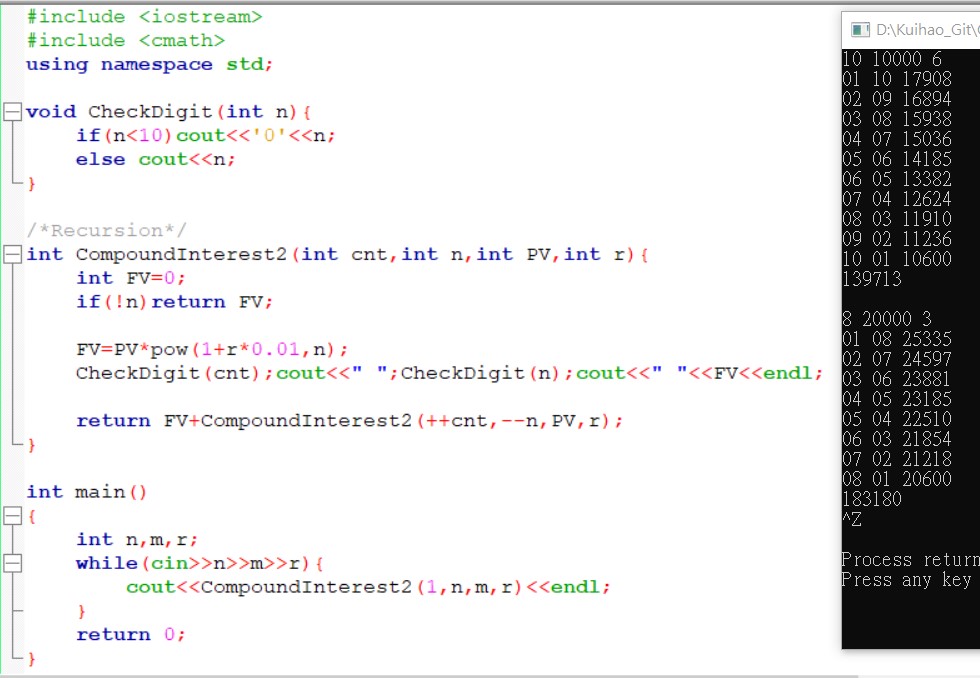 #include <iostream>
#include <cmath>
using namespace std;
void CheckDigit(int n){
if(n<10)cout<<'0'<<n;
else cout<<n;
}
/*Recursion*/
int CompoundInterest2(int cnt,int n,int PV,int r){
int FV=0;
if(!n)return FV;
FV=PV*pow(1+r*0.01,n);
CheckDigit(cnt);cout<<" ";CheckDigit(n);cout<<" "<<FV<<endl;
return FV+CompoundInterest2(++cnt,--n,PV,r);
}
int main()
{
int n,m,r;
while(cin>>n>>m>>r){
cout<<CompoundInterest2(1,n,m,r)<<endl;
}
return 0;
}
D:\Kuihao_Git\
10 10000 6
01 10 17908
02 09 16894
03 08 15938
04 07 15036
05 06 14185
06 05 13382
07 04 12624
08 03 11910
09 02 11236
10 01 10600
139713
8 20000 3
01 08 25335
02 07 24597
03 06 23881
04 05 23185
05 04 22510
06 03 21854
07 02 21218
08 01 20600
183180
^Z
Process return
Press any key